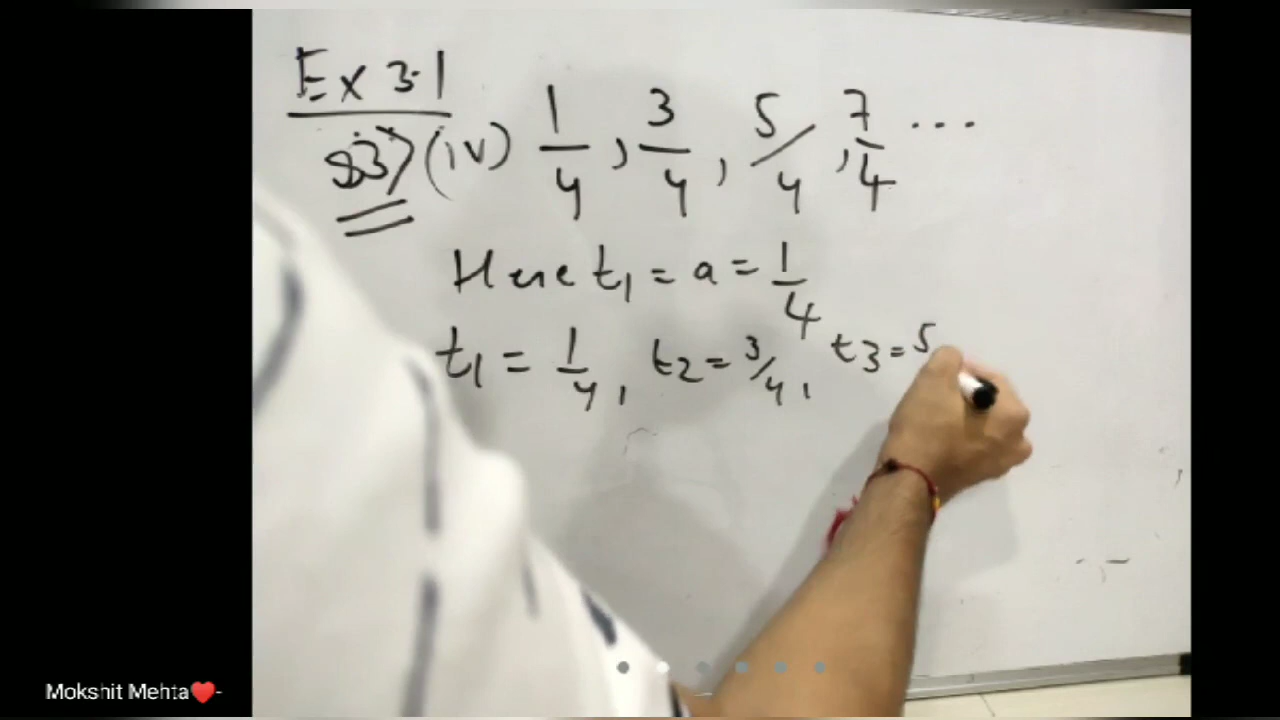 Ex 3.1
Q3) (iv) 1/4, 3/4, 5/4, 7/4 ...
Here t1 = a = 1/4
t1 = 1/4, t2 = 3/4, t3 = 5
Mokshit Mehta❤️-